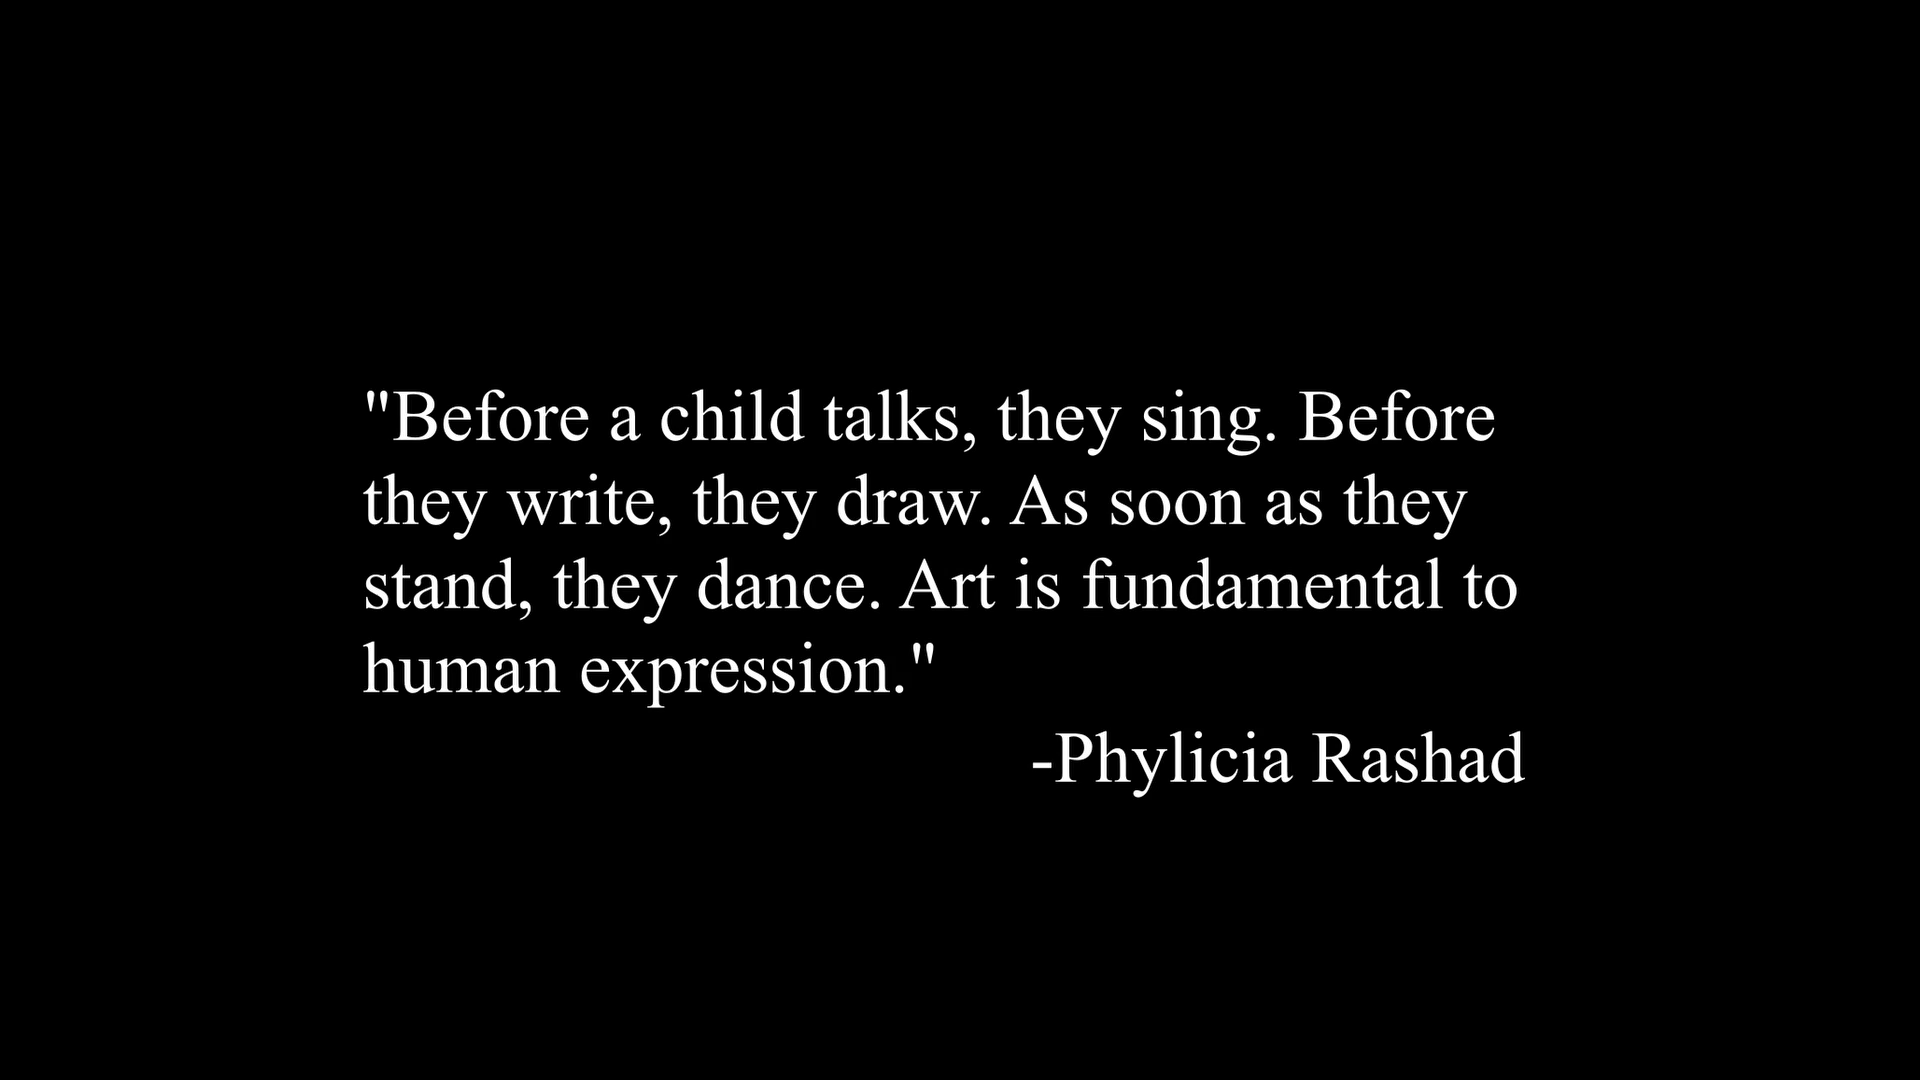 "Before a child talks, they sing. Before
they write, they draw. As soon as they
stand, they dance. Art is fundamental to
human expression."
-Phylicia Rashad